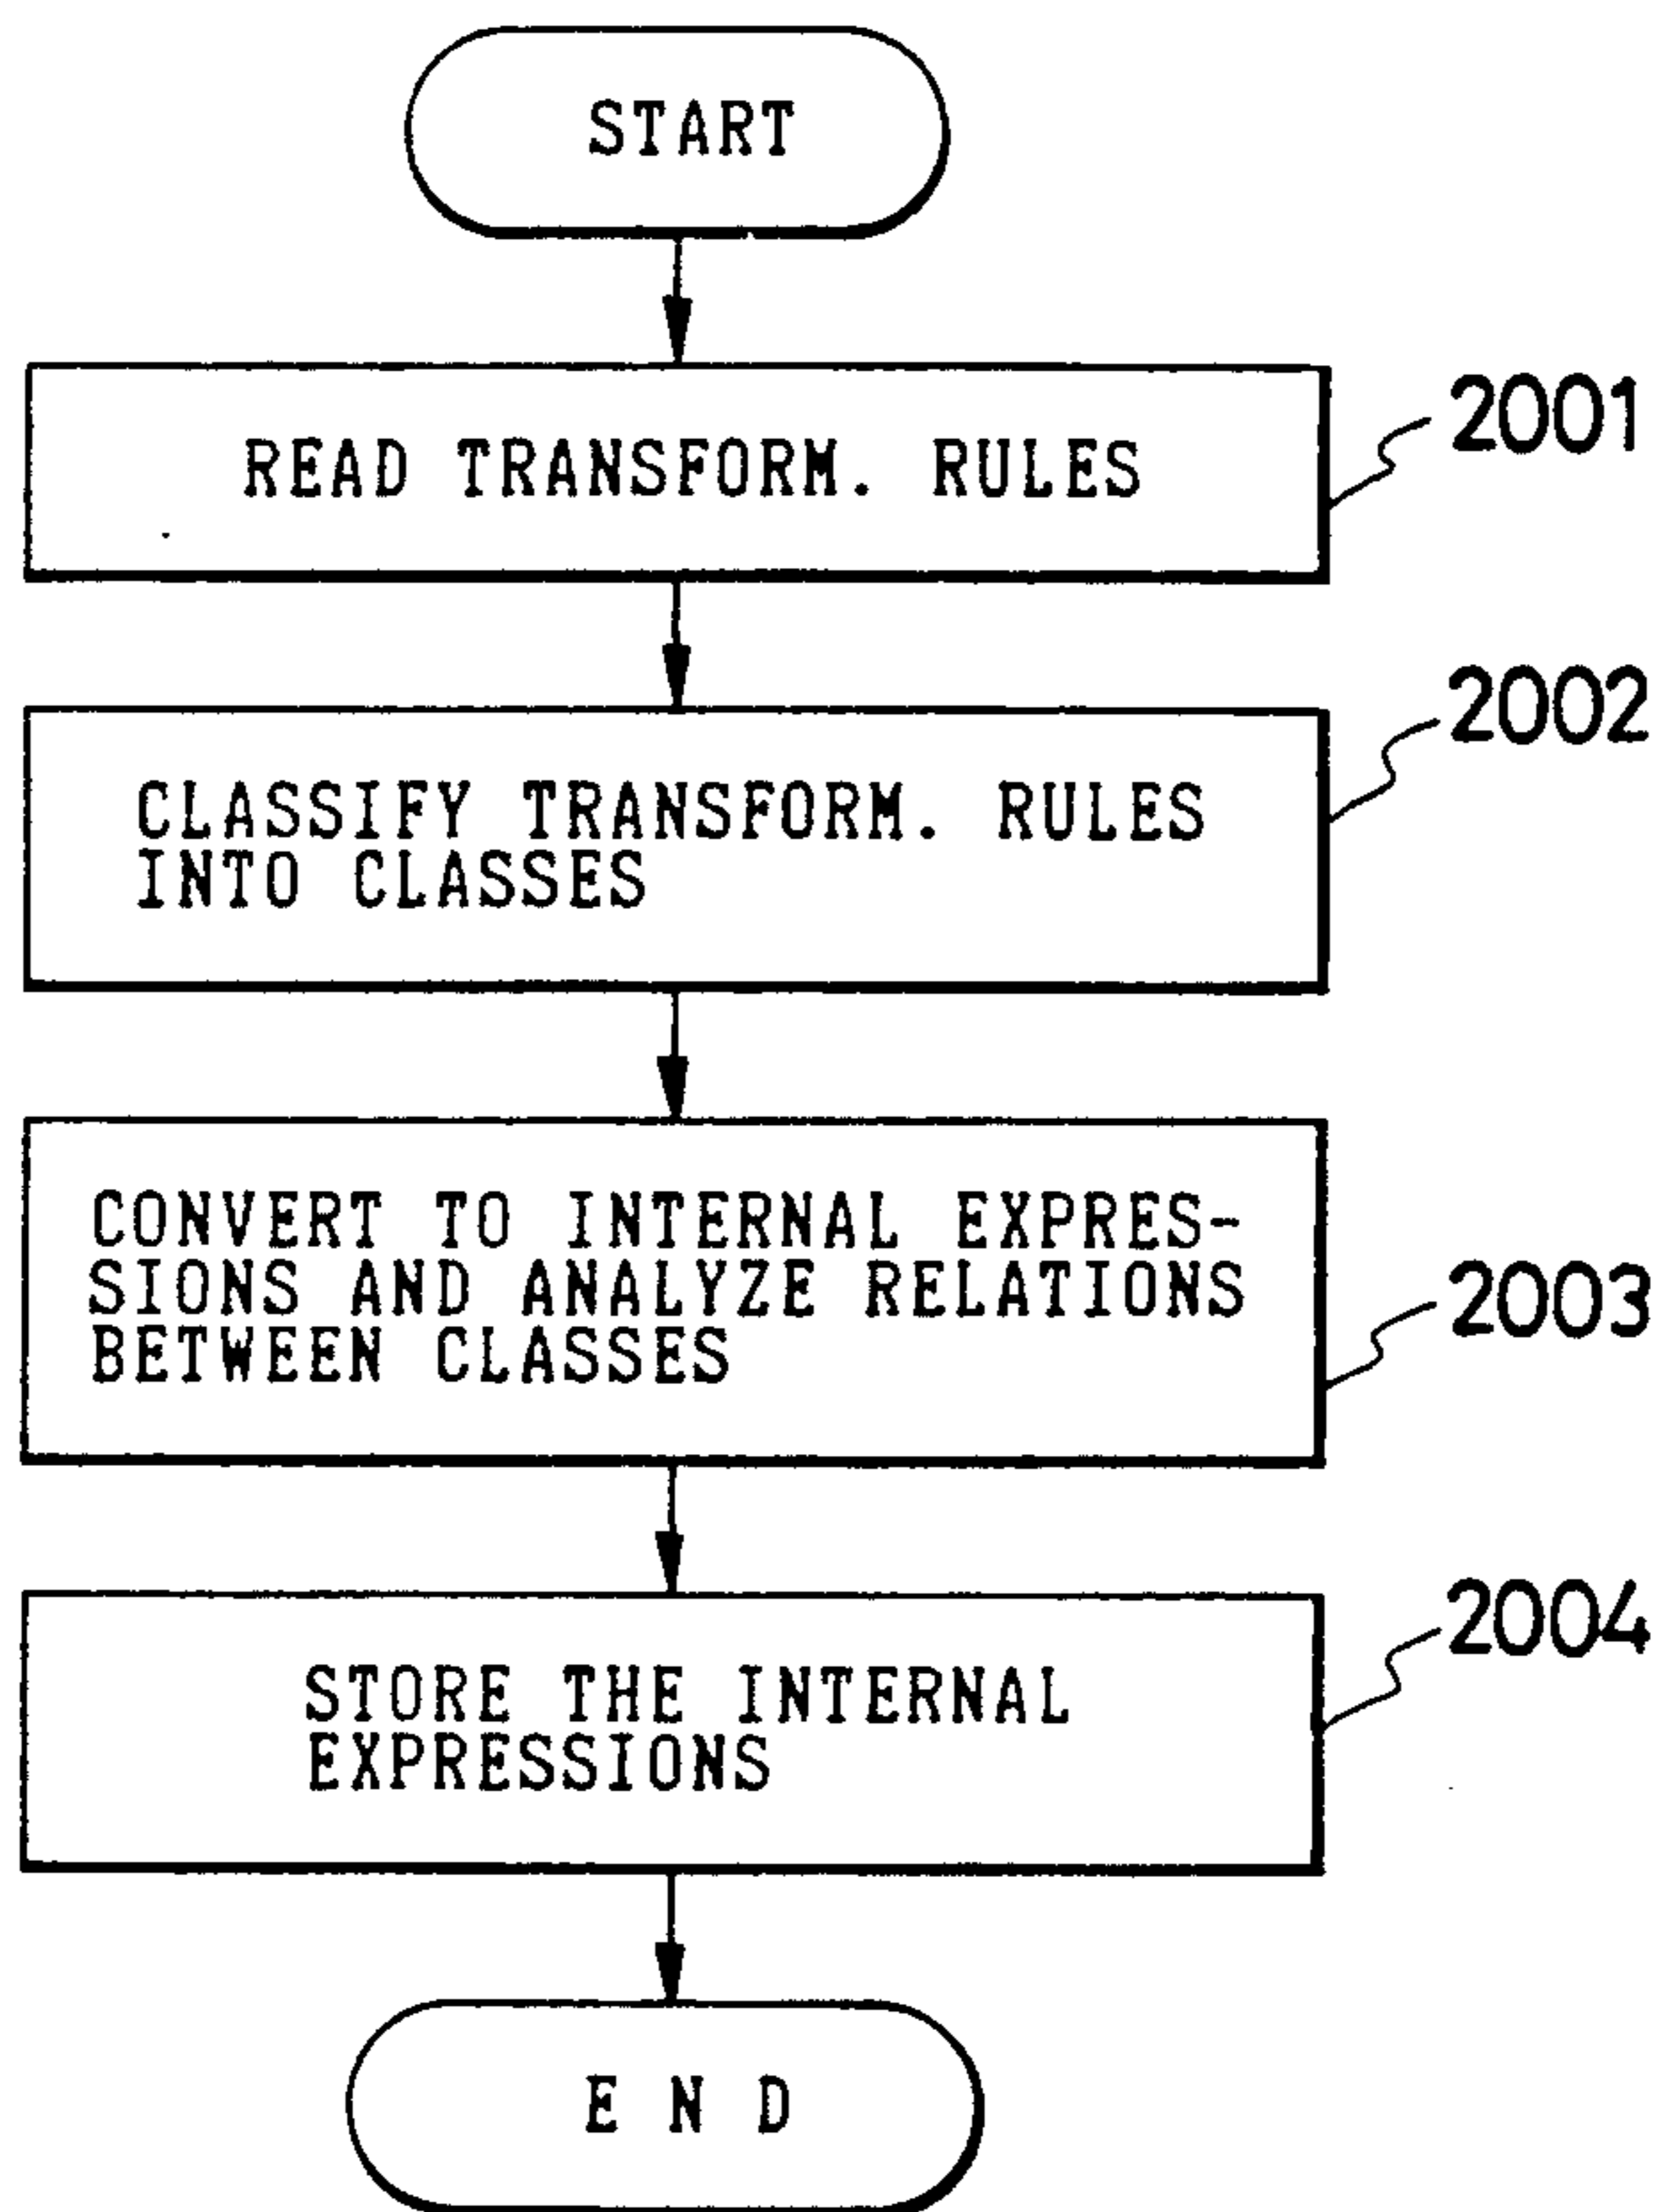 START
READ TRANSFORM. RULES
2001
CLASSIFY TRANSFORM. RULES
INTO CLASSES
2002
CONVERT TO INTERNAL EXPRES-
SIONS AND ANALYZE RELATIONS
BETWEEN CLASSES
2003
STORE THE INTERNAL
EXPRESSIONS
2004
E N D